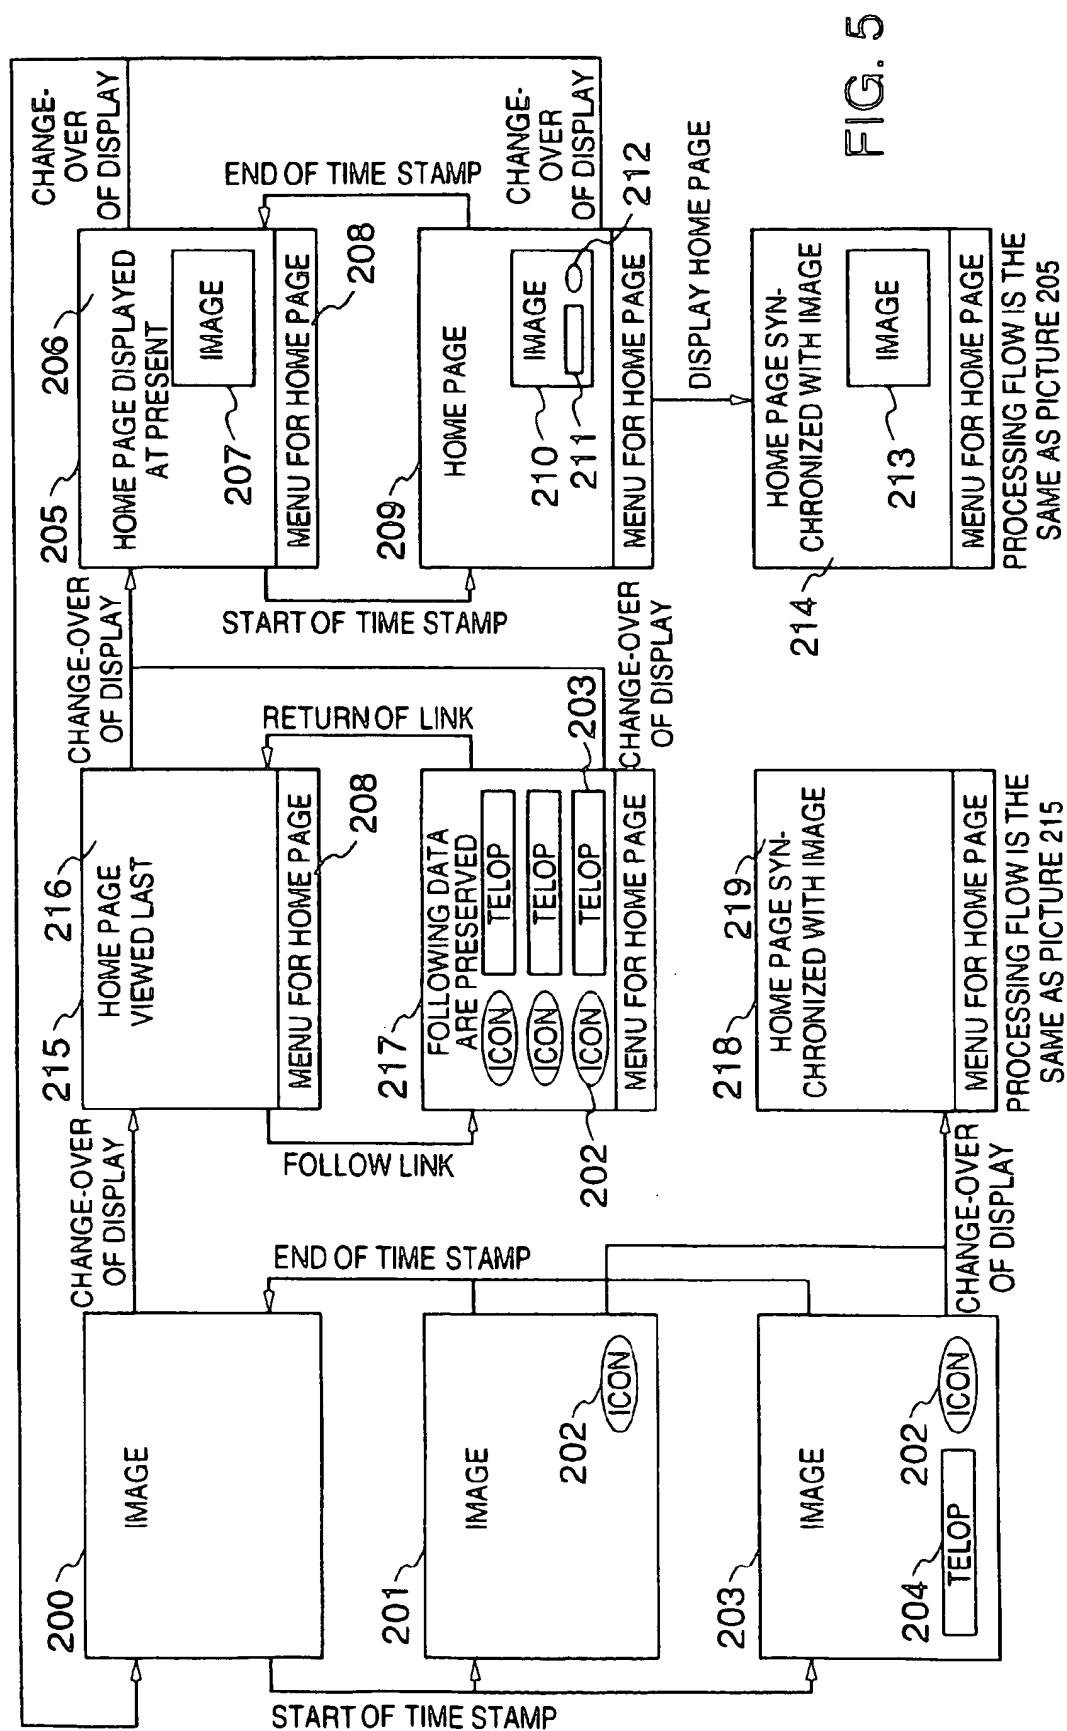 FIG. 5
200
IMAGE
START OF TIME STAMP
END OF TIME STAMP
CHANGE-OVER
OF DISPLAY
201
IMAGE
202
ICON
203
IMAGE
204
TELOP
202
ICON
CHANGE-OVER
OF DISPLAY
215
216
HOME PAGE
VIEWED LAST
MENU FOR HOME PAGE
208
FOLLOW LINK
RETURN OF LINK
CHANGE-OVER
OF DISPLAY
217
FOLLOWING DATA
ARE PRESERVED
ICON
TELOP
ICON
TELOP
ICON
TELOP
202
203
MENU FOR HOME PAGE
CHANGE-OVER
OF DISPLAY
218
219
HOME PAGE SYN-
CHRONIZED WITH IMAGE
MENU FOR HOME PAGE
PROCESSING FLOW IS THE
SAME AS PICTURE 215
205
206
HOME PAGE DISPLAYED
AT PRESENT
207
IMAGE
MENU FOR HOME PAGE
208
CHANGE-
OVER
OF DISPLAY
START OF TIME STAMP
END OF TIME STAMP
209
HOME PAGE
210
IMAGE
211
212
MENU FOR HOME PAGE
CHANGE-
OVER
OF DISPLAY
DISPLAY HOME PAGE
214
HOME PAGE SYN-
CHRONIZED WITH IMAGE
213
IMAGE
MENU FOR HOME PAGE
PROCESSING FLOW IS THE
SAME AS PICTURE 205